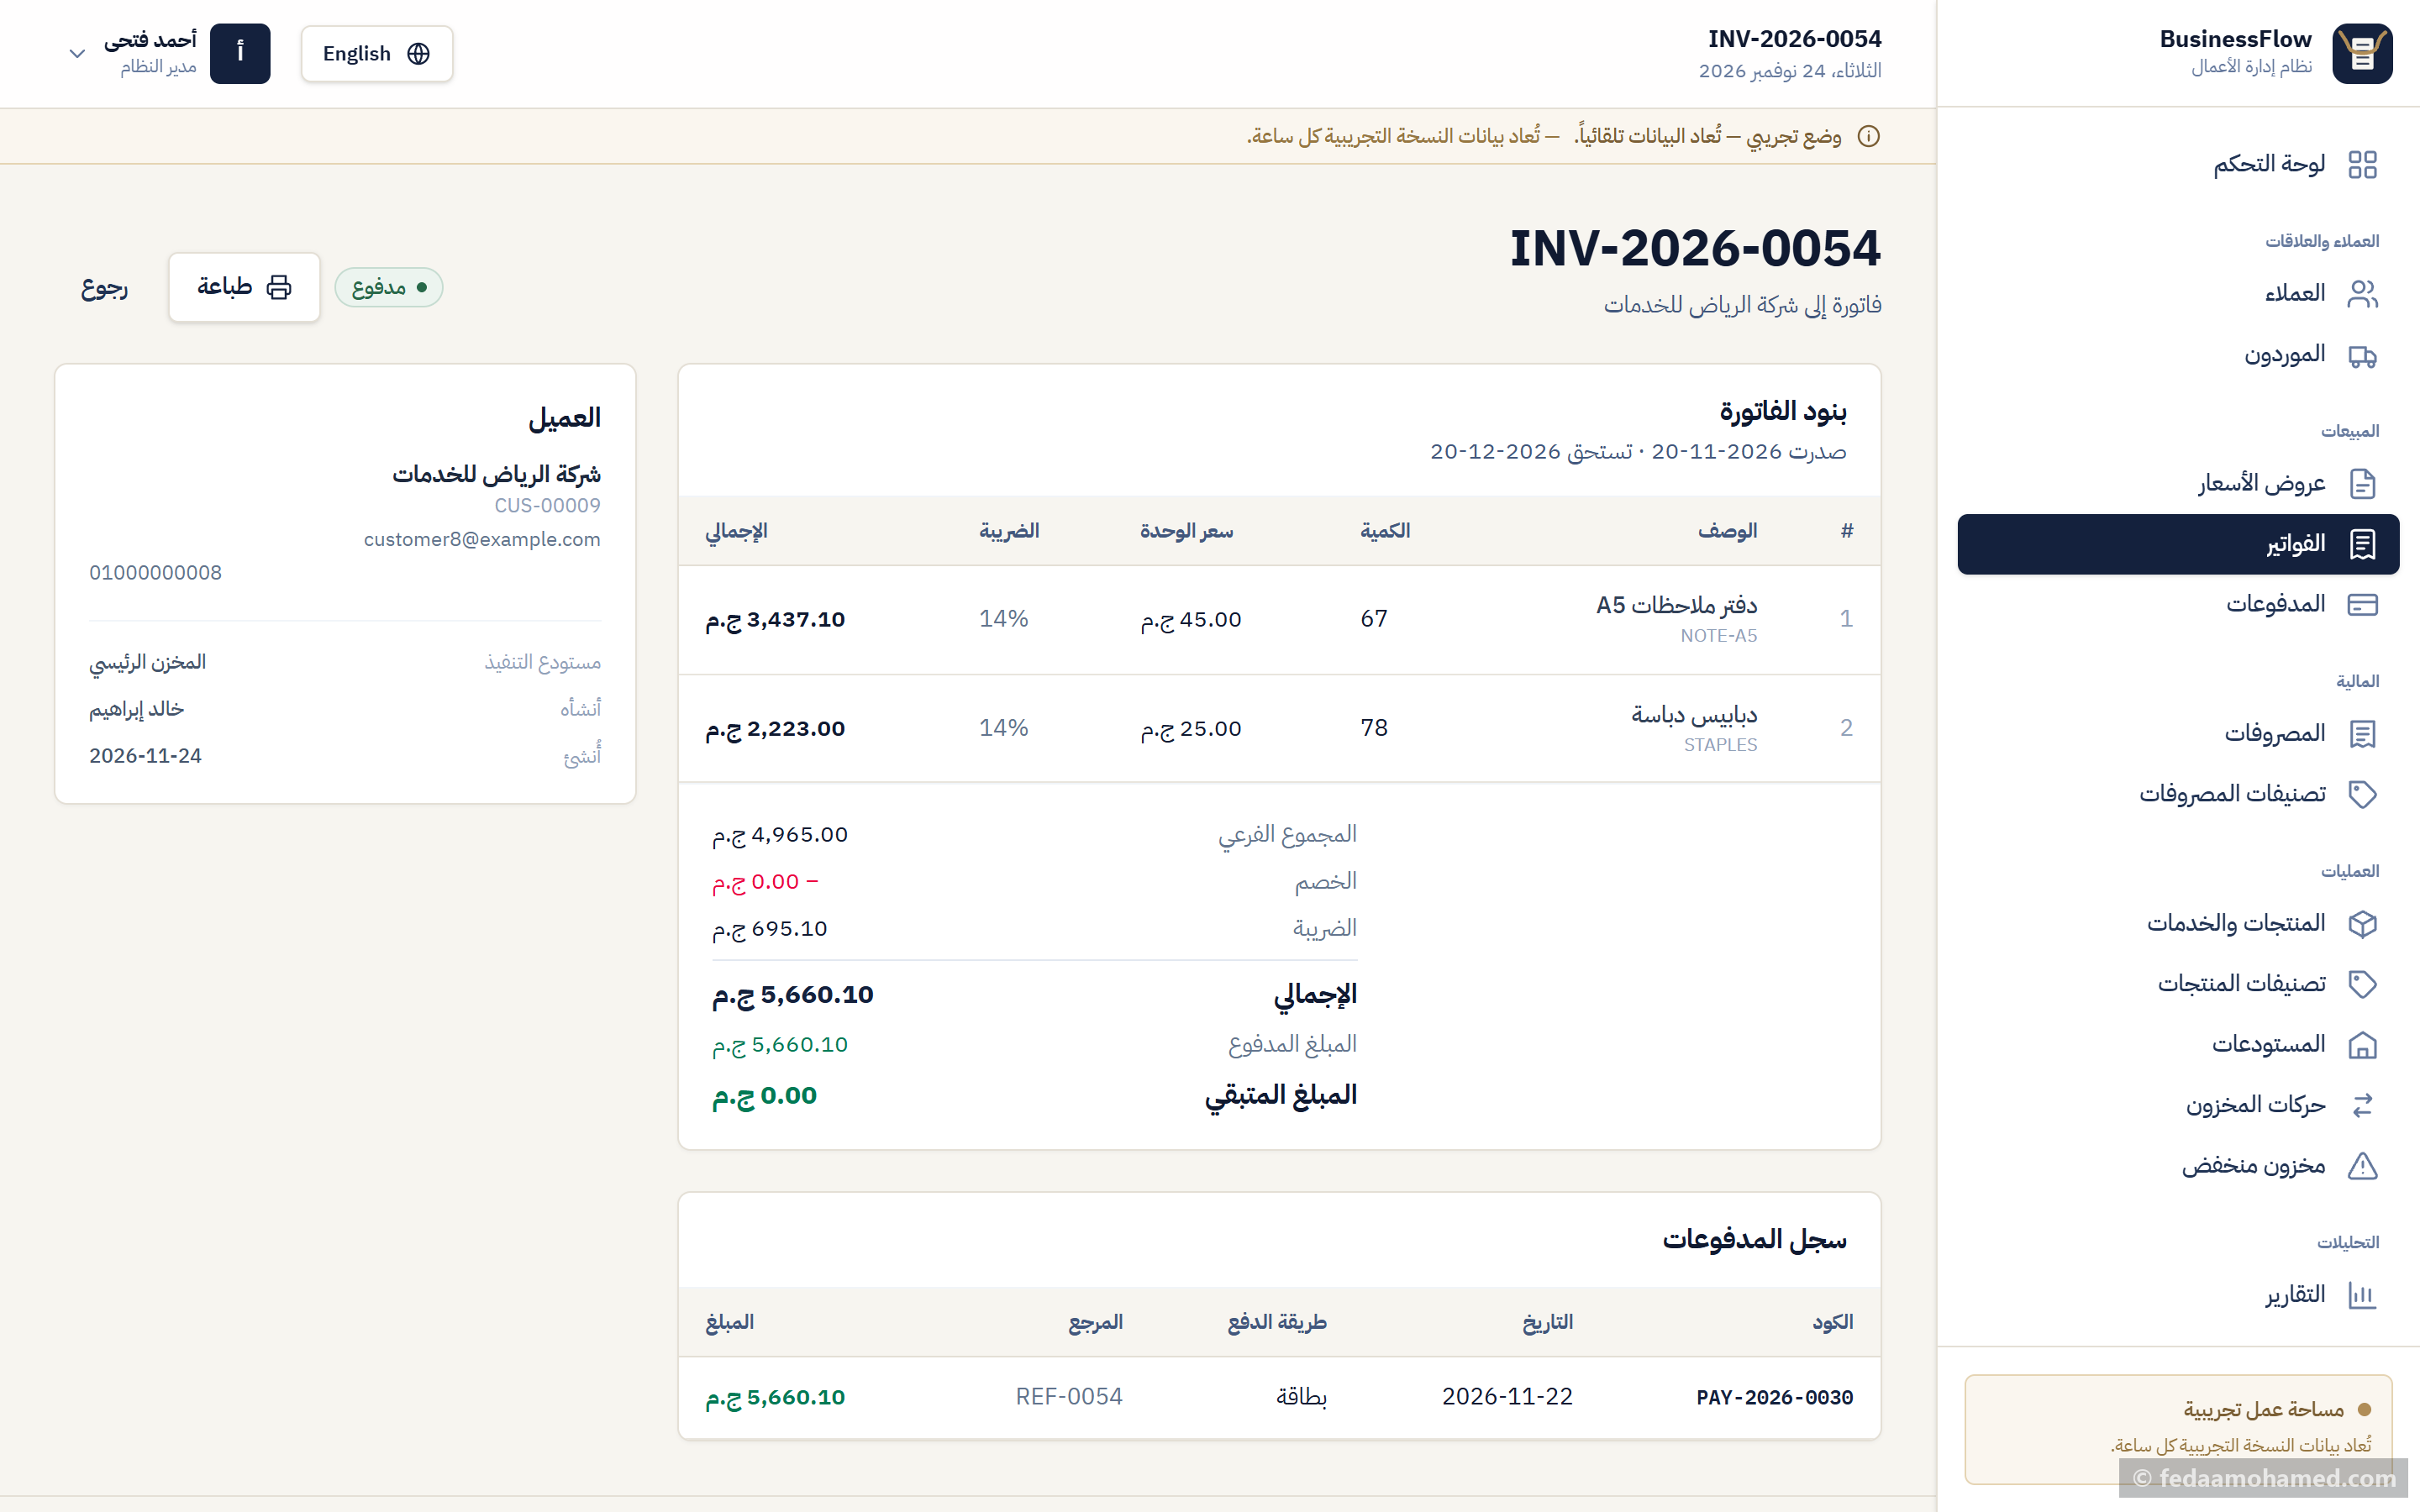 BusinessFlow
نظام إدارة الأعمال
لوحة التحكم
العملاء والعلاقات
العملاء
الموردون
المبيعات
عروض الأسعار
الفواتير
المدفوعات
المالية
المصروفات
تصنيفات المصروفات
العمليات
المنتجات والخدمات
تصنيفات المنتجات
المستودعات
حركات المخزون
مخزون منخفض
التحليلات
التقارير
مساحة عمل تجريبية
تُعاد بيانات النسخة التجريبية كل ساعة.
© fedaamohamed.com
INV-2026-0054
الثلاثاء، 24 نوفمبر 2026
English
أ
أحمد فتحى
مدير النظام
وضع تجريبي — تُعاد البيانات تلقائياً. — تُعاد بيانات النسخة التجريبية كل ساعة.
INV-2026-0054
فاتورة إلى شركة الرياض للخدمات
مدفوع
طباعة
رجوع
بنود الفاتورة
صدرت 2026-11-20 · تستحق 2026-12-20
# الوصف الكمية سعر الوحدة الضريبة الإجمالي
1 دفتر ملاحظات A5 67 45.00 ج.م 14% 3,437.10 ج.م
NOTE-A5
2 دبابيس دباسة 78 25.00 ج.م 14% 2,223.00 ج.م
STAPLES
المجموع الفرعي 4,965.00 ج.م
الخصم − 0.00 ج.م
الضريبة 695.10 ج.م
الإجمالي 5,660.10 ج.م
المبلغ المدفوع 5,660.10 ج.م
المبلغ المتبقي 0.00 ج.م
سجل المدفوعات
الكود التاريخ طريقة الدفع المرجع المبلغ
PAY-2026-0030 2026-11-22 بطاقة REF-0054 5,660.10 ج.م
العميل
شركة الرياض للخدمات
CUS-00009
customer8@example.com
01000000008
مستودع التنفيذ المخزن الرئيسي
أنشأه خالد إبراهيم
أُنشئ 2026-11-24